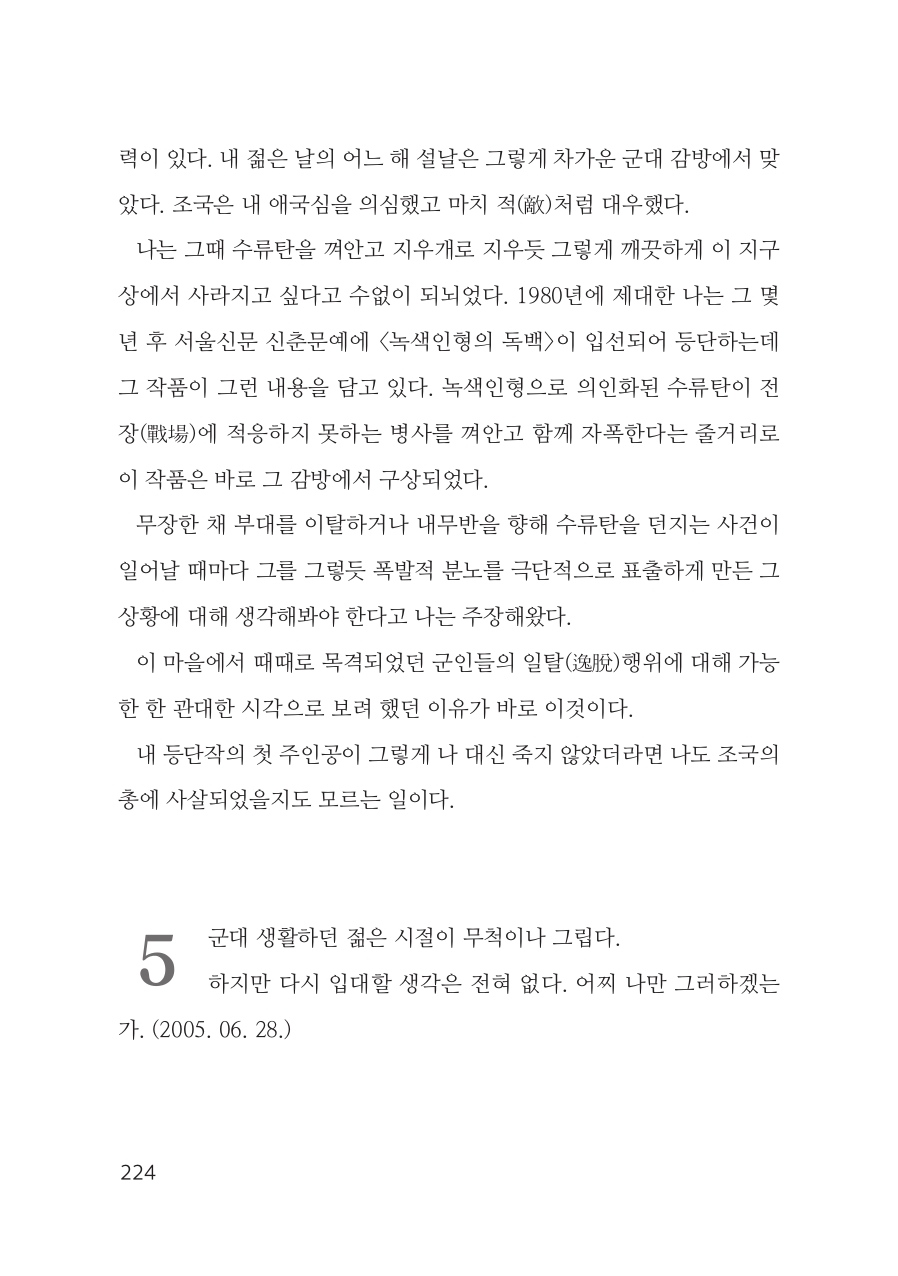 력이 있다. 내 젊은 날의 어느 해 설날은 그렇게 차가운 군대 감방에서 맞
았다. 조국은 내 애국심을 의심했고 마치 적(敵)처럼 대우했다.
나는 그때 수류탄을 껴안고 지우개로 지우듯 그렇게 깨끗하게 이 지구
상에서 사라지고 싶다고 수없이 되뇌었다. 1980년에 제대한 나는 그 몇
년 후 서울신문 신춘문예에 〈녹색인형의 독백〉이 입선되어 등단하는데
그 작품이 그런 내용을 담고 있다. 녹색인형으로 의인화된 수류탄이 전
장(戰場)에 적응하지 못하는 병사를 껴안고 함께 자폭한다는 줄거리로
이 작품은 바로 그 감방에서 구상되었다.
무장한 채 부대를 이탈하거나 내무반을 향해 수류탄을 던지는 사건이
일어날 때마다 그를 그렇듯 폭발적 분노를 극단적으로 표출하게 만든 그
상황에 대해 생각해봐야 한다고 나는 주장해왔다.
이 마을에서 때때로 목격되었던 군인들의 일탈(逸脫)행위에 대해 가능
한 한 관대한 시각으로 보려 했던 이유가 바로 이것이다.
내 등단작의 첫 주인공이 그렇게 나 대신 죽지 않았더라면 나도 조국의
총에 사살되었을지도 모르는 일이다.
5 군대 생활하던 젊은 시절이 무척이나 그립다.
하지만 다시 입대할 생각은 전혀 없다. 어찌 나만 그러하겠는
가. (2005. 06. 28.)
224